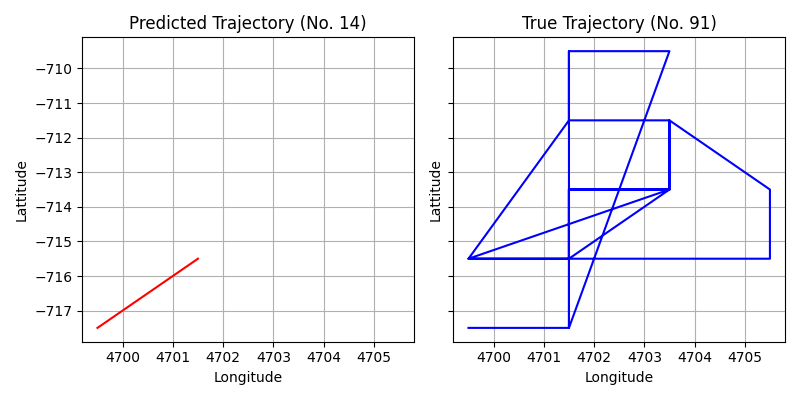 Predicted Trajectory (No. 14)
True Trajectory (No. 91)
−710
−711
−712
−713
−714
−715
−716
−717
Lattitude
Lattitude
4700 4701 4702 4703 4704 4705
4700 4701 4702 4703 4704 4705
Longitude
Longitude